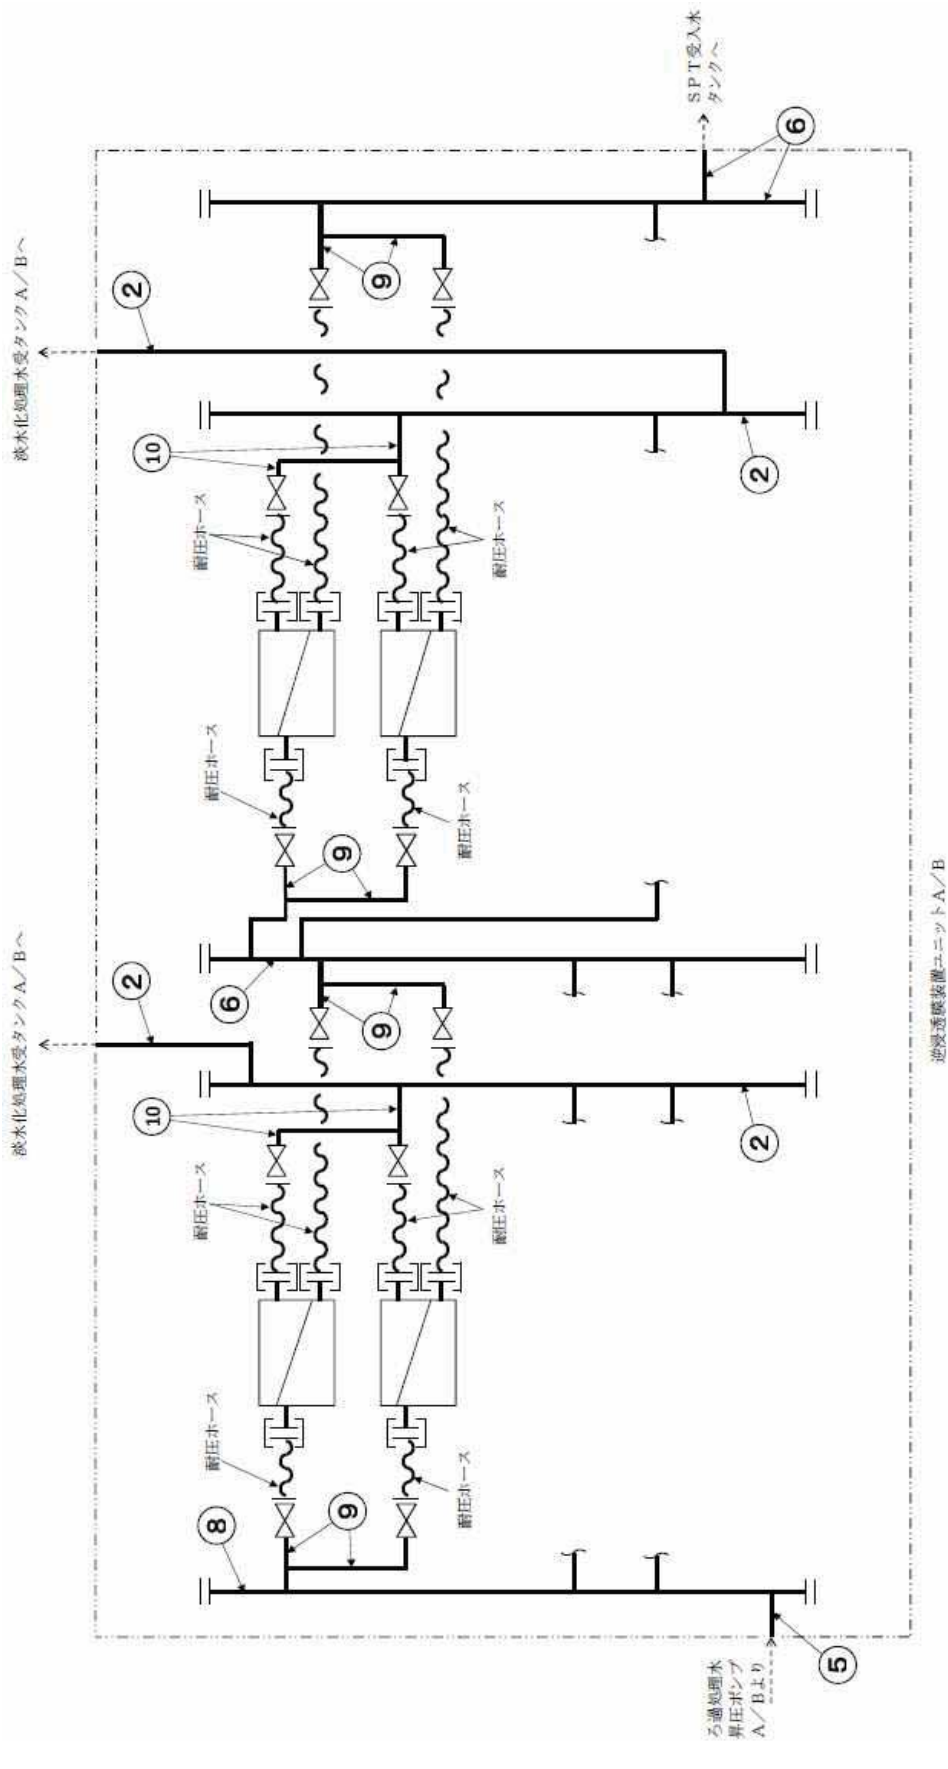 淡水化処理水受タンクA/Bへ
淡水化処理水受タンクA/Bへ
2
2
10
10
耐圧ホース
耐圧ホース
耐圧ホース
耐圧ホース
8
6
9
9
9
9
耐圧ホース
耐圧ホース
耐圧ホース
耐圧ホース
SPT受入水
タンクへ
2
2
ろ過処理水
昇圧ポンプ
A/Bより
6
5
逆浸透膜装置ユニットA/B